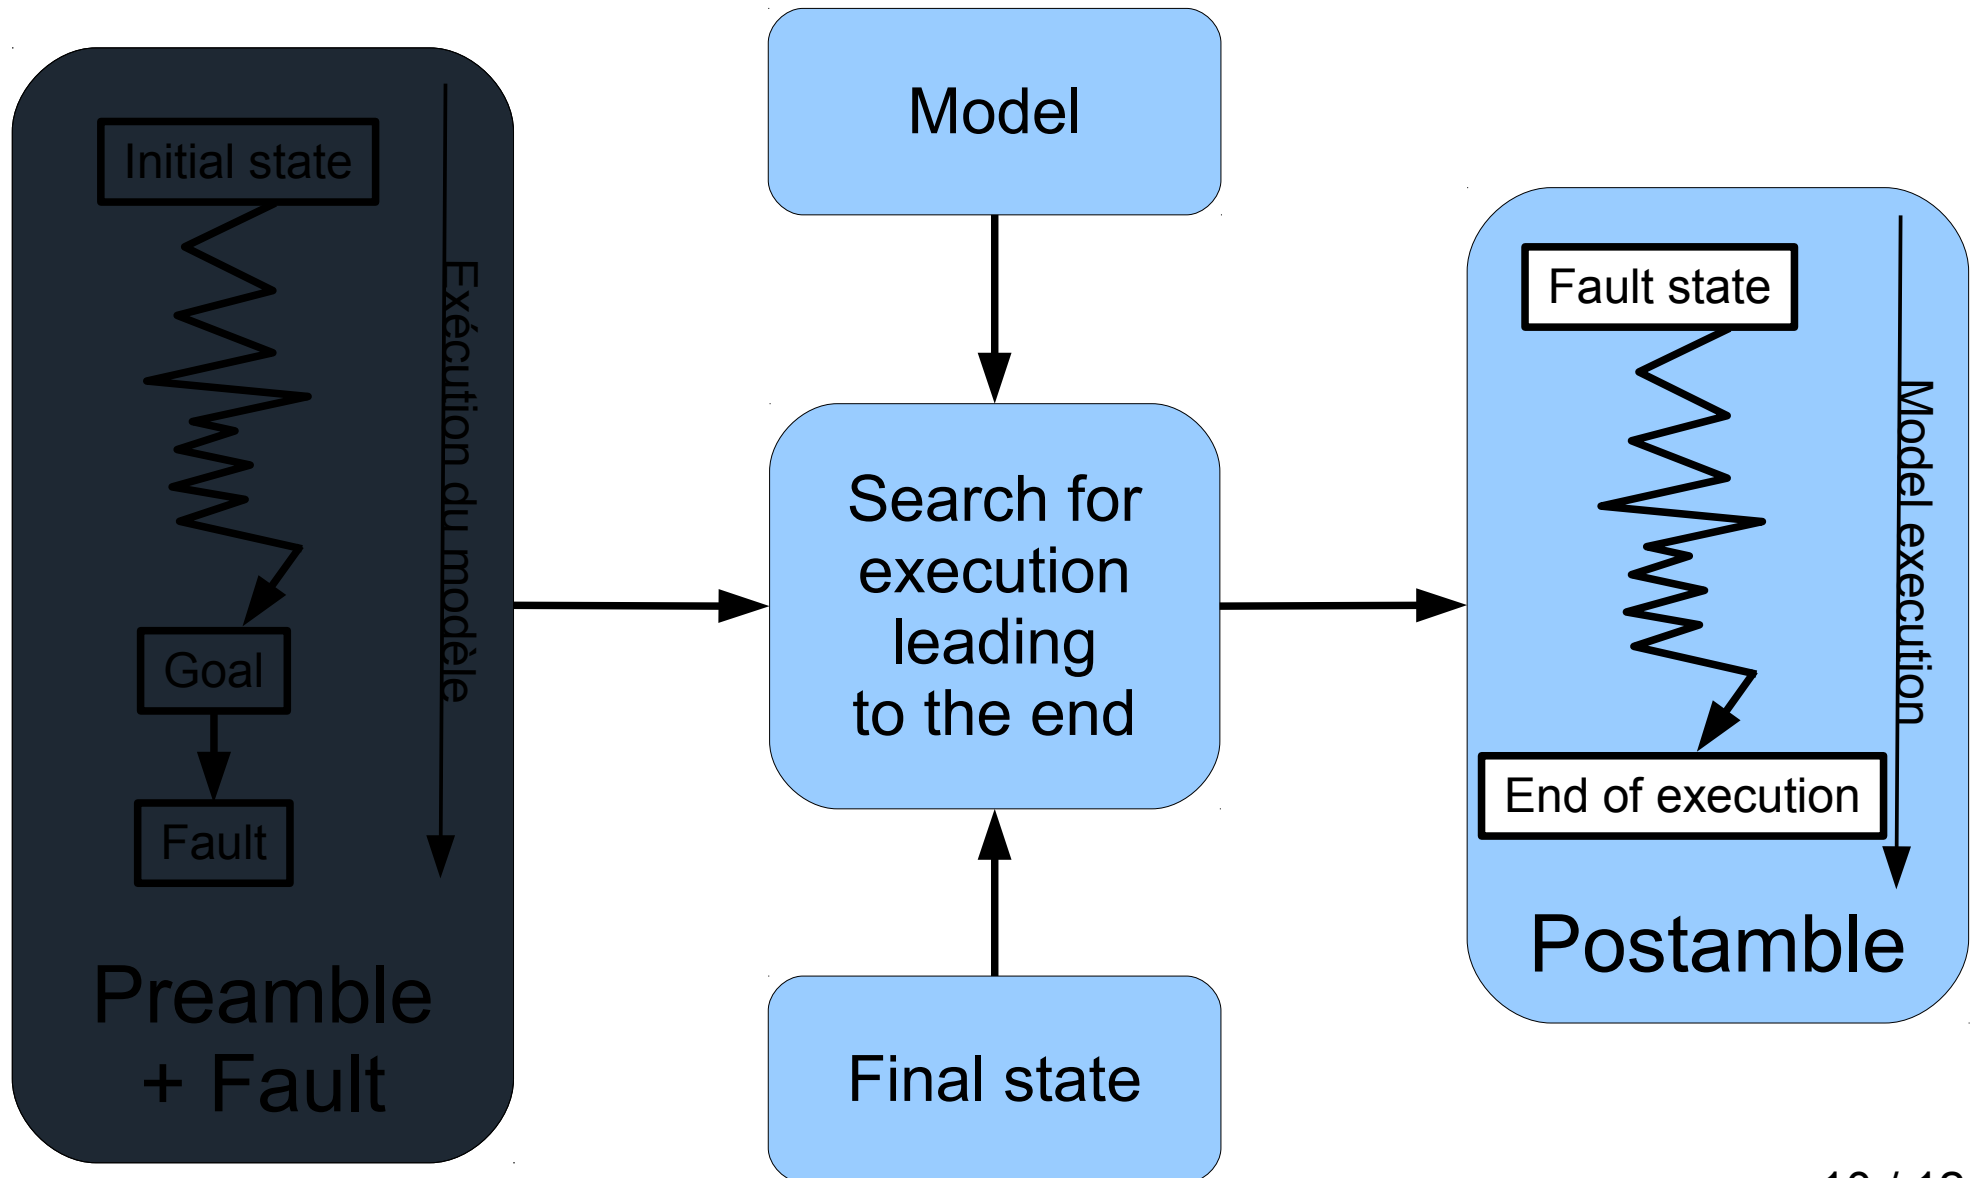 Initial state
Exécution du modèle
Goal
Fault
Preamble
+ Fault
Model
Search for
execution
leading
to the end
Final state
Fault state
Model execution
End of execution
Postamble